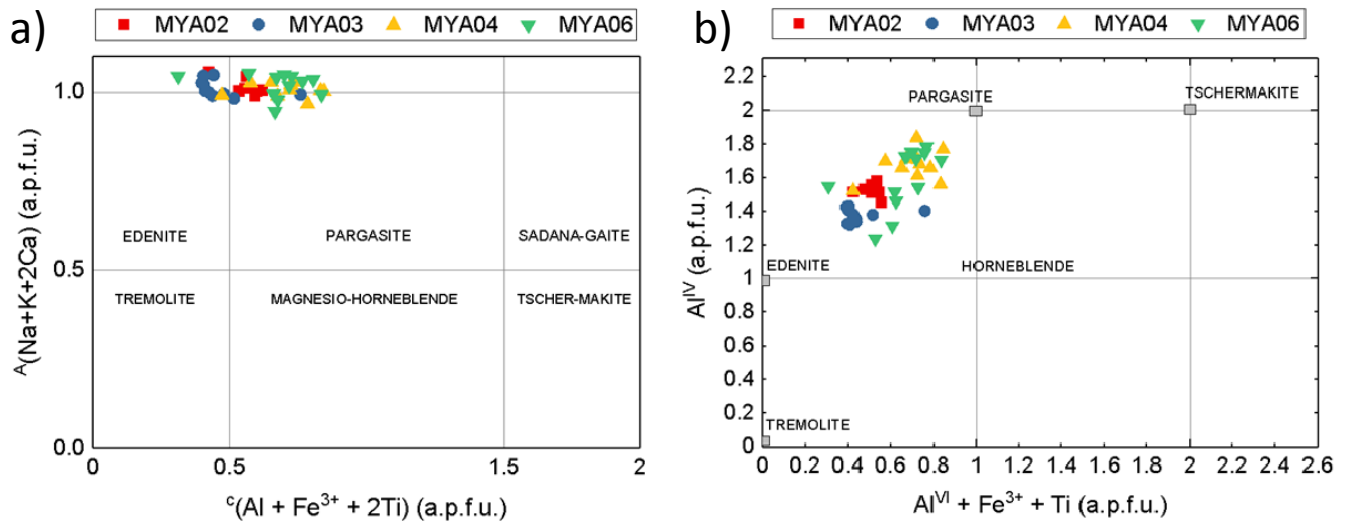 a)
MYA02 MYA03 MYA04 MYA06
1.0
0.5
0.0
ᴬ(Na+K+2Ca) (a.p.f.u.)
EDENITE PARGASITE SADANA-GAITE
TREMOLITE MAGNESIO-HORNEBLENDE TSCHER-MAKITE
0 0.5 1.5 2
ᶜ(Al + Fe³⁺ + 2Ti) (a.p.f.u.)
b)
MYA02 MYA03 MYA04 MYA06
2.2
2
1.8
1.6
1.4
1.2
1
0.8
0.6
0.4
0.2
0
Alᴵⱽ (a.p.f.u.)
PARGASITE TSCHERMAKITE
EDENITE HORNEBLENDE
TREMOLITE
0 0.2 0.4 0.6 0.8 1 1.2 1.4 1.6 1.8 2 2.2 2.4 2.6
Alⱽᴵ + Fe³⁺ + Ti (a.p.f.u.)